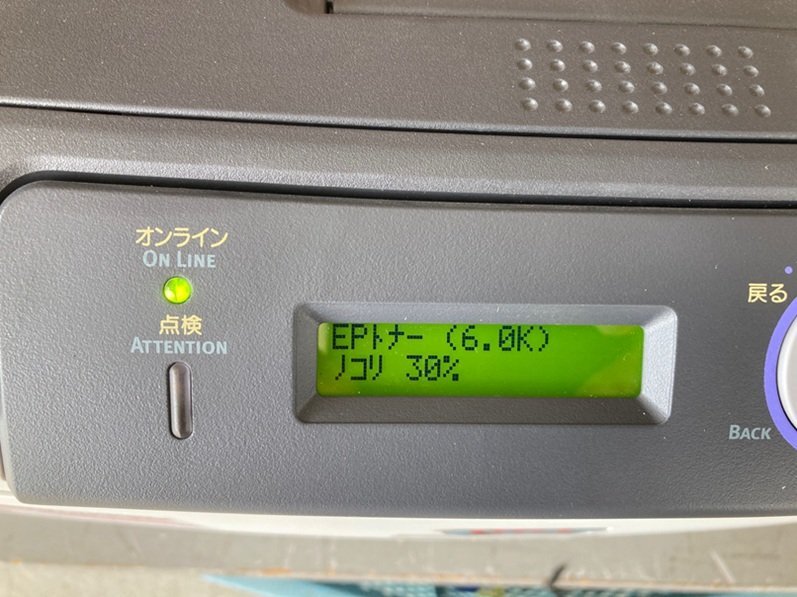 オンライン
ON LINE
点検
ATTENTION
EPﾄﾅｰ (6.0K)
ﾉｺﾘ 30%
戻る
BACK